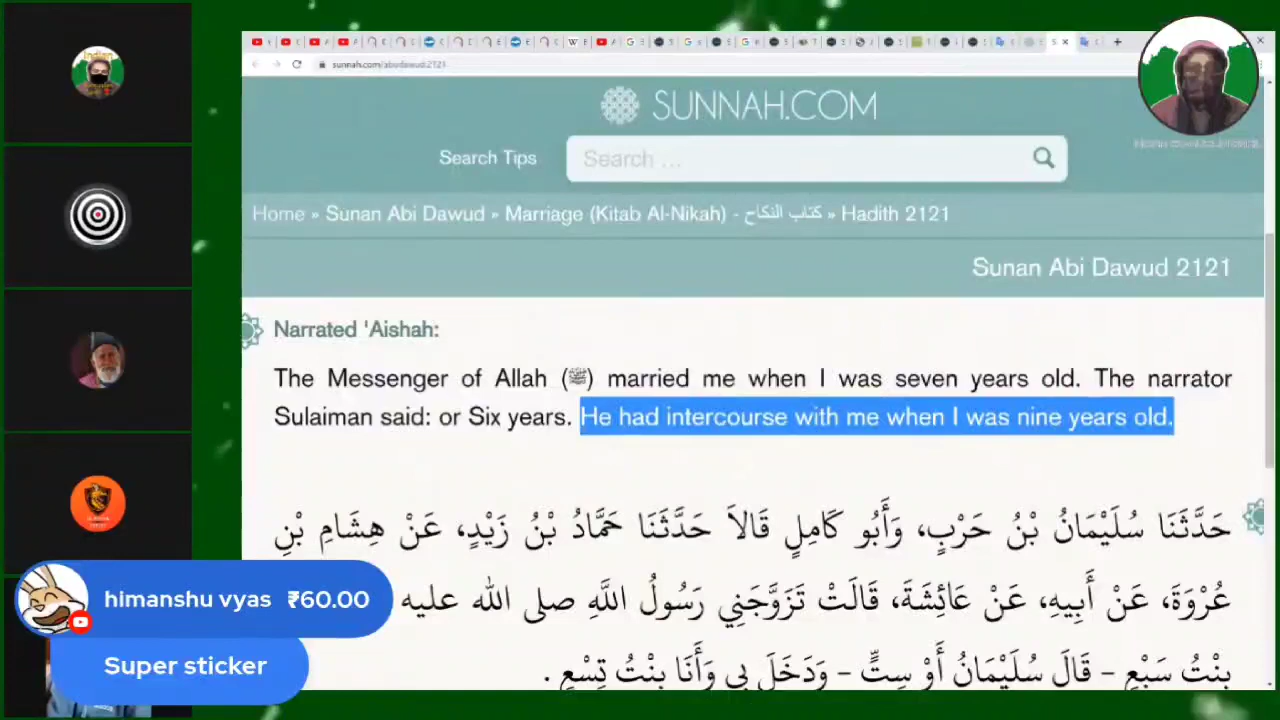 sunnah.com/abudawud:2121
SUNNAH.COM
Search Tips
Search ...
Home » Sunan Abi Dawud » Marriage (Kitab Al-Nikah) - كتاب النكاح » Hadith 2121
Sunan Abi Dawud 2121
Narrated 'Aishah:
The Messenger of Allah (ﷺ) married me when I was seven years old. The narrator
Sulaiman said: or Six years. He had intercourse with me when I was nine years old.
حَدَّثَنَا سُلَيْمَانُ بْنُ حَرْبٍ، وَأَبُو كَامِلٍ قَالاَ حَدَّثَنَا حَمَّادُ بْنُ زَيْدٍ، عَنْ هِشَامِ بْنِ
عُرْوَةَ، عَنْ أَبِيهِ، عَنْ عَائِشَةَ، قَالَتْ تَزَوَّجَنِي رَسُولُ اللَّهِ صلى الله عليه
بِنْتُ سَبْعٍ – قَالَ سُلَيْمَانُ أَوْ سِتٍّ – وَدَخَلَ بِي وَأَنَا بِنْتُ تِسْعٍ .
himanshu vyas ₹60.00
Super sticker